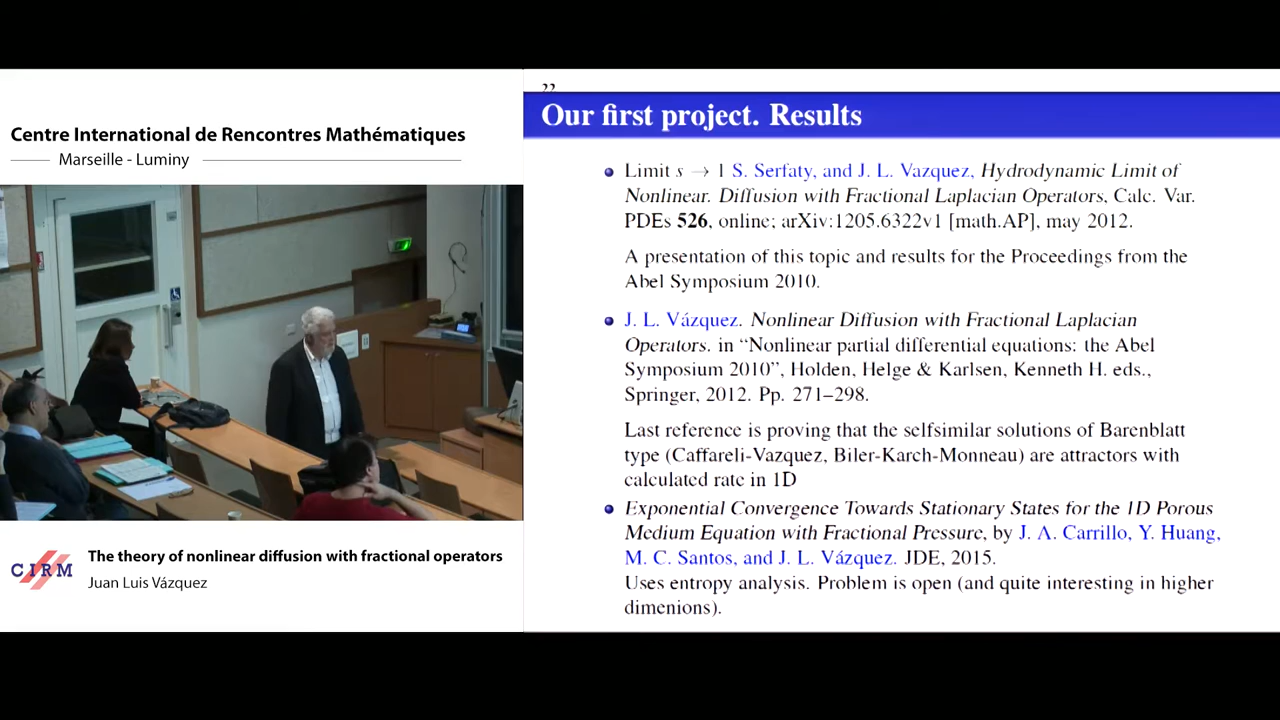 Centre International de Rencontres Mathématiques
Marseille - Luminy
CIRM
The theory of nonlinear diffusion with fractional operators
Juan Luis Vázquez
22
Our first project. Results
Limit s → 1 S. Serfaty, and J. L. Vazquez, Hydrodynamic Limit of
Nonlinear. Diffusion with Fractional Laplacian Operators, Calc. Var.
PDEs 526, online; arXiv:1205.6322v1 [math.AP], may 2012.
A presentation of this topic and results for the Proceedings from the
Abel Symposium 2010.
J. L. Vázquez. Nonlinear Diffusion with Fractional Laplacian
Operators. in “Nonlinear partial differential equations: the Abel
Symposium 2010”, Holden, Helge & Karlsen, Kenneth H. eds.,
Springer, 2012. Pp. 271–298.
Last reference is proving that the selfsimilar solutions of Barenblatt
type (Caffareli-Vazquez, Biler-Karch-Monneau) are attractors with
calculated rate in 1D
Exponential Convergence Towards Stationary States for the 1D Porous
Medium Equation with Fractional Pressure, by J. A. Carrillo, Y. Huang,
M. C. Santos, and J. L. Vázquez. JDE, 2015.
Uses entropy analysis. Problem is open (and quite interesting in higher
dimenions).